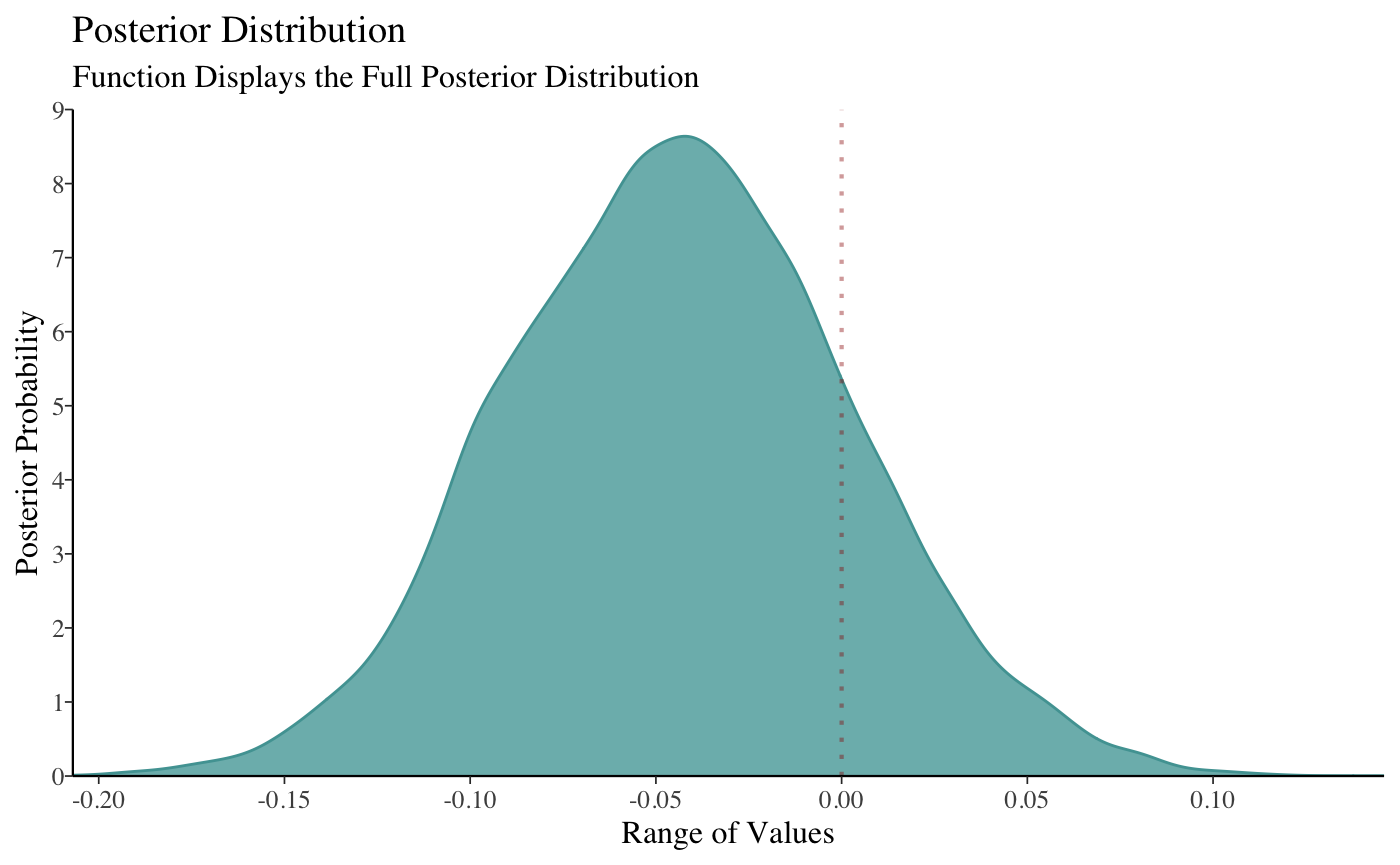 Posterior Distribution
Function Displays the Full Posterior Distribution
Posterior Probability
9
8
7
6
5
4
3
2
1
0
-0.20 -0.15 -0.10 -0.05 0.00 0.05 0.10
Range of Values